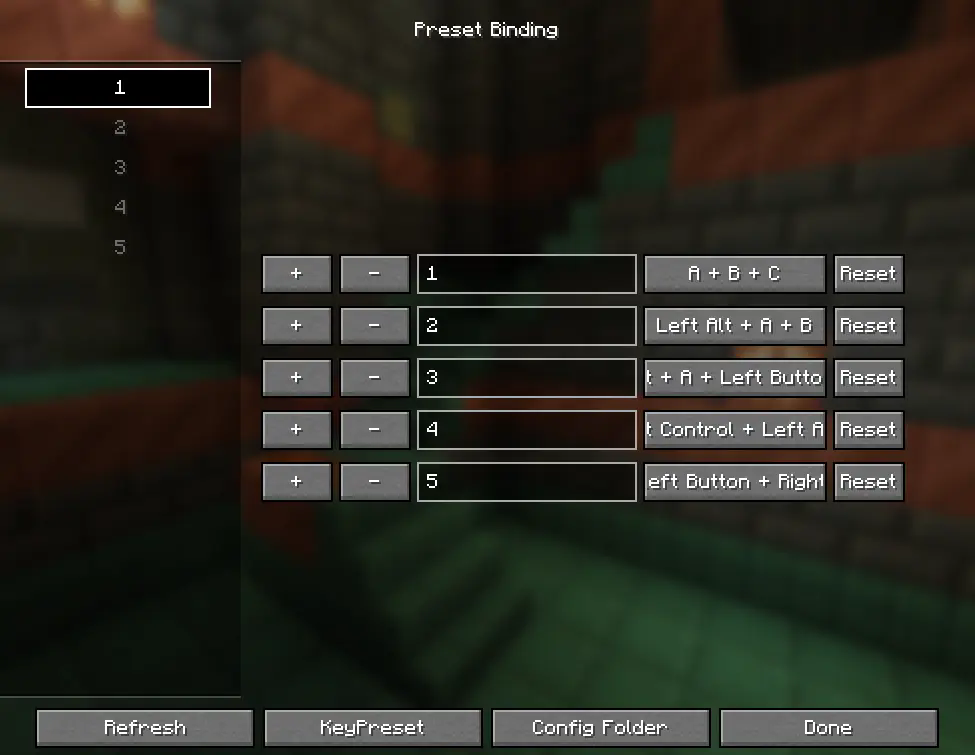 Preset Binding
1
2
3
4
5
+ - 1 A + B + C Reset
+ - 2 Left Alt + A + B Reset
+ - 3 t + A + Left Butto Reset
+ - 4 t Control + Left A Reset
+ - 5 eft Button + Right Reset
Refresh KeyPreset Config Folder Done